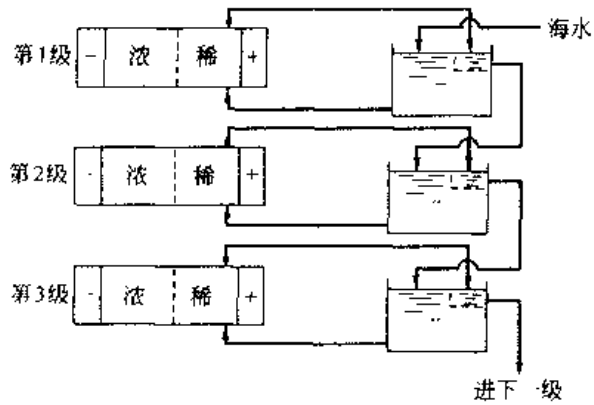 海水
第1级 - 浓 稀 +
第2级 - 浓 稀 +
第3级 - 浓 稀 +
进下一级